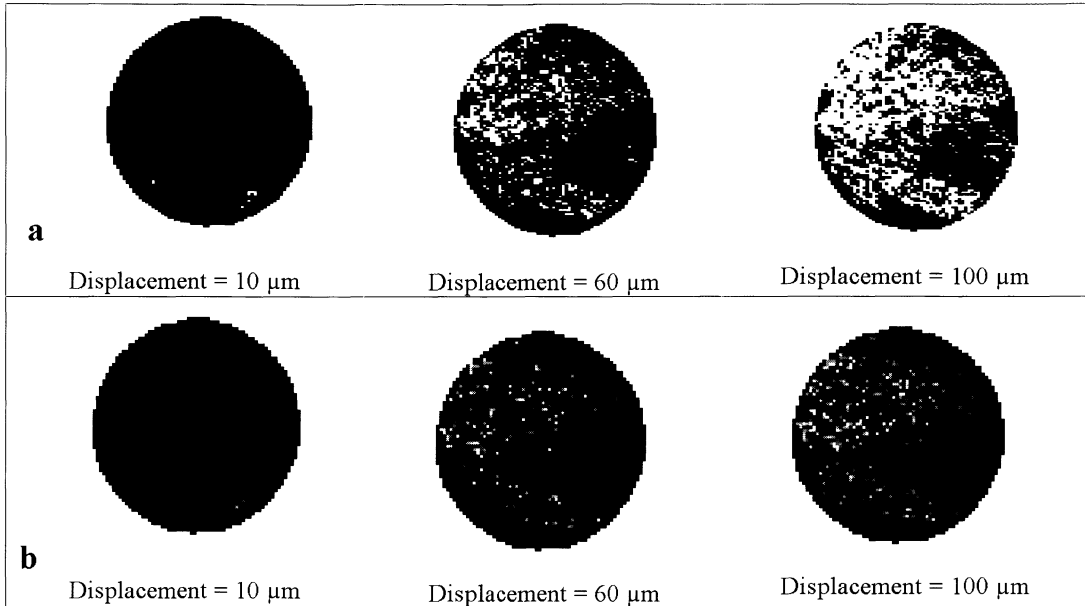 a
Displacement = 10 µm
Displacement = 60 µm
Displacement = 100 µm
b
Displacement = 10 µm
Displacement = 60 µm
Displacement = 100 µm